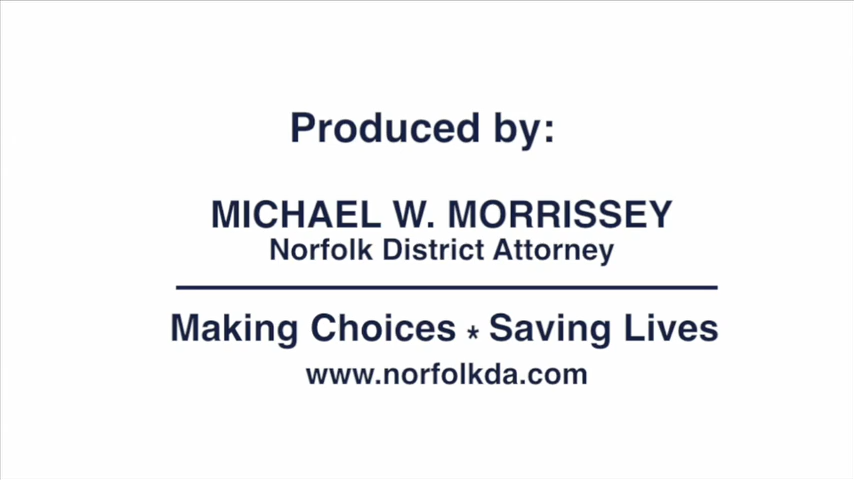 Produced by:
MICHAEL W. MORRISSEY
Norfolk District Attorney
Making Choices * Saving Lives
www.norfolkda.com